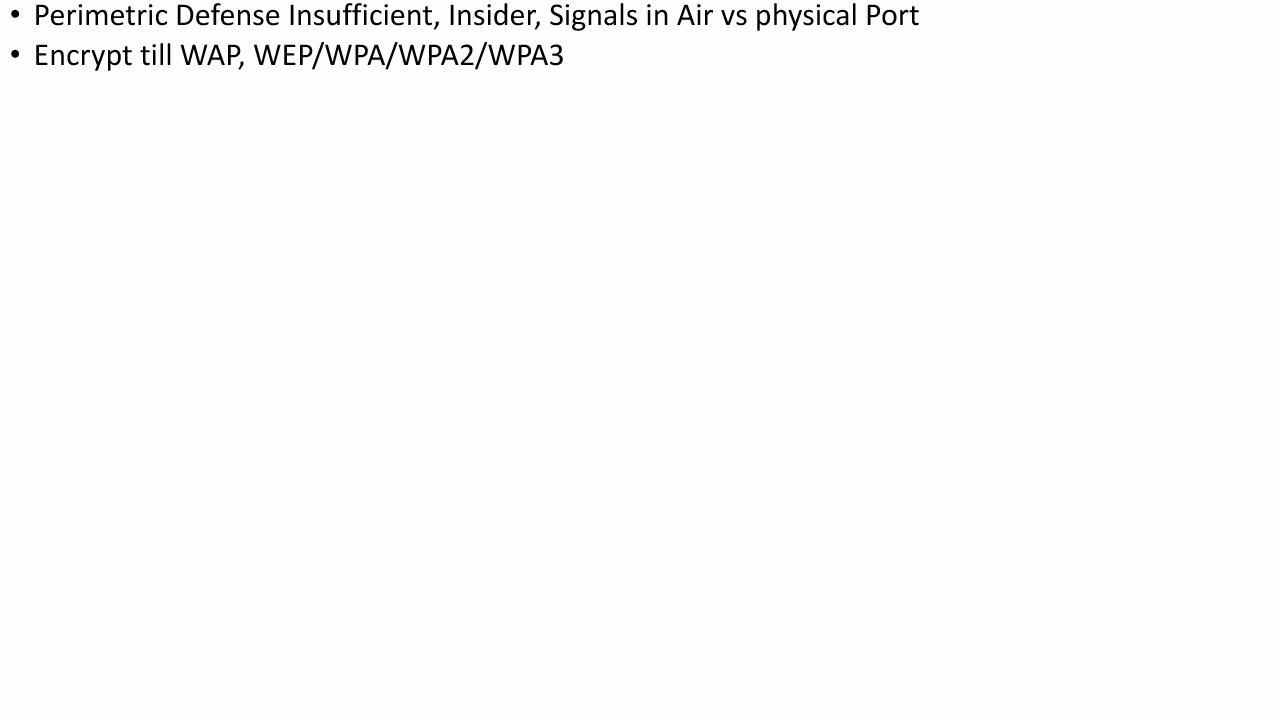 • Perimetric Defense Insufficient, Insider, Signals in Air vs physical Port
• Encrypt till WAP, WEP/WPA/WPA2/WPA3